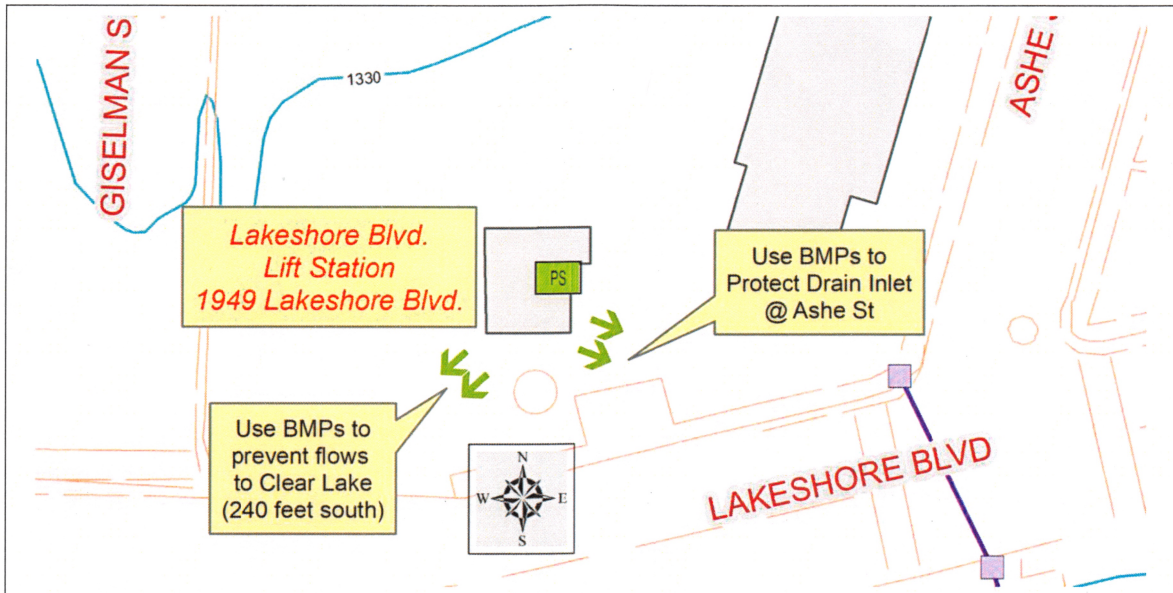 GISELMAN S
1330
ASHE
Lakeshore Blvd.
Lift Station
1949 Lakeshore Blvd.
PS
Use BMPs to
Protect Drain Inlet
@ Ashe St
Use BMPs to
prevent flows
to Clear Lake
(240 feet south)
N
W
E
S
LAKESHORE BLVD